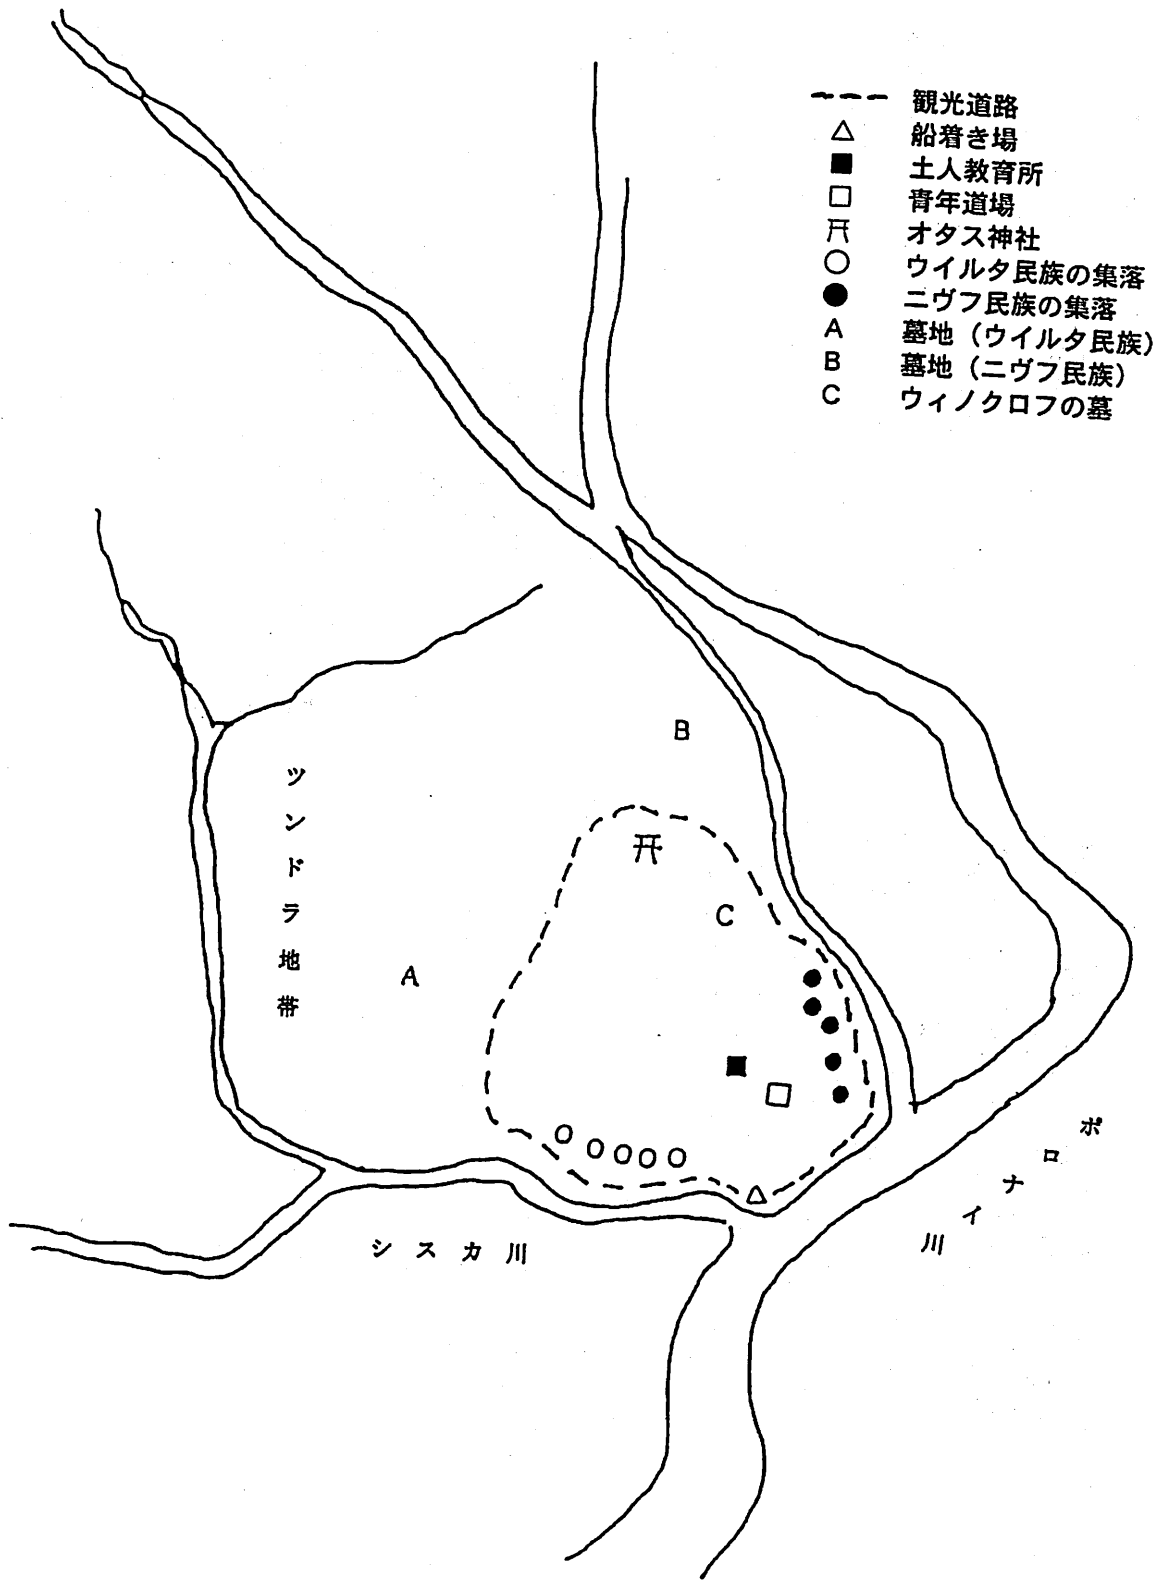 観光道路
船着き場
土人教育所
青年道場
オタス神社
ウイルタ民族の集落
ニヴフ民族の集落
A 墓地（ウイルタ民族）
B 墓地（ニヴフ民族）
C ウィノクロフの墓
B
ツンドラ地帯
C
A
ポロナイ川
シスカ川